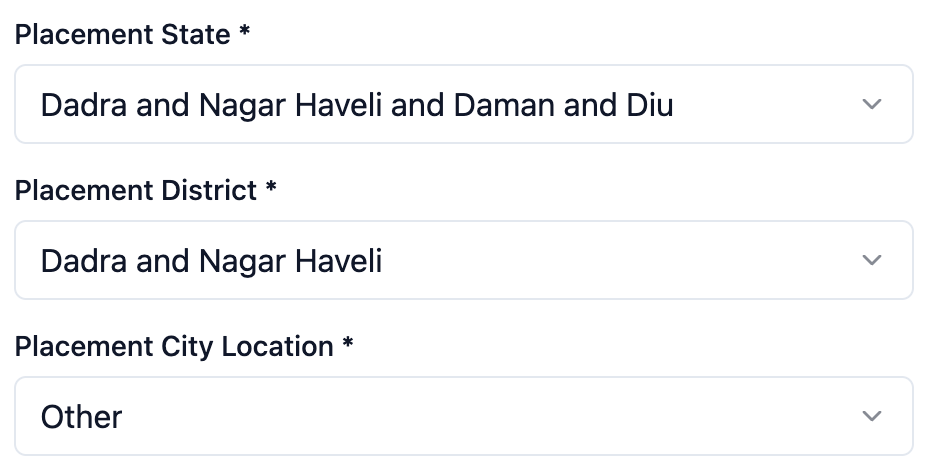 Placement State *
Dadra and Nagar Haveli and Daman and Diu
Placement District *
Dadra and Nagar Haveli
Placement City Location *
Other